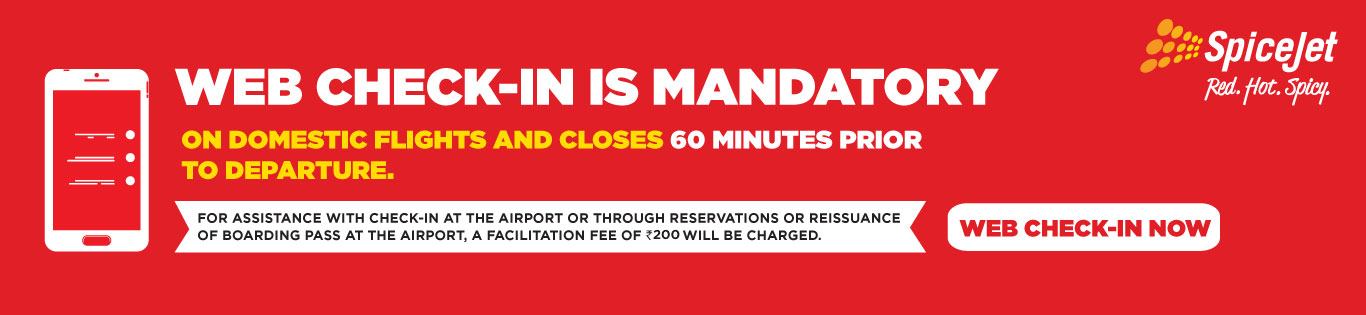 SpiceJet
Red. Hot. Spicy.
WEB CHECK-IN IS MANDATORY
ON DOMESTIC FLIGHTS AND CLOSES 60 MINUTES PRIOR
TO DEPARTURE.
FOR ASSISTANCE WITH CHECK-IN AT THE AIRPORT OR THROUGH RESERVATIONS OR REISSUANCE
OF BOARDING PASS AT THE AIRPORT, A FACILITATION FEE OF ₹200 WILL BE CHARGED.
WEB CHECK-IN NOW